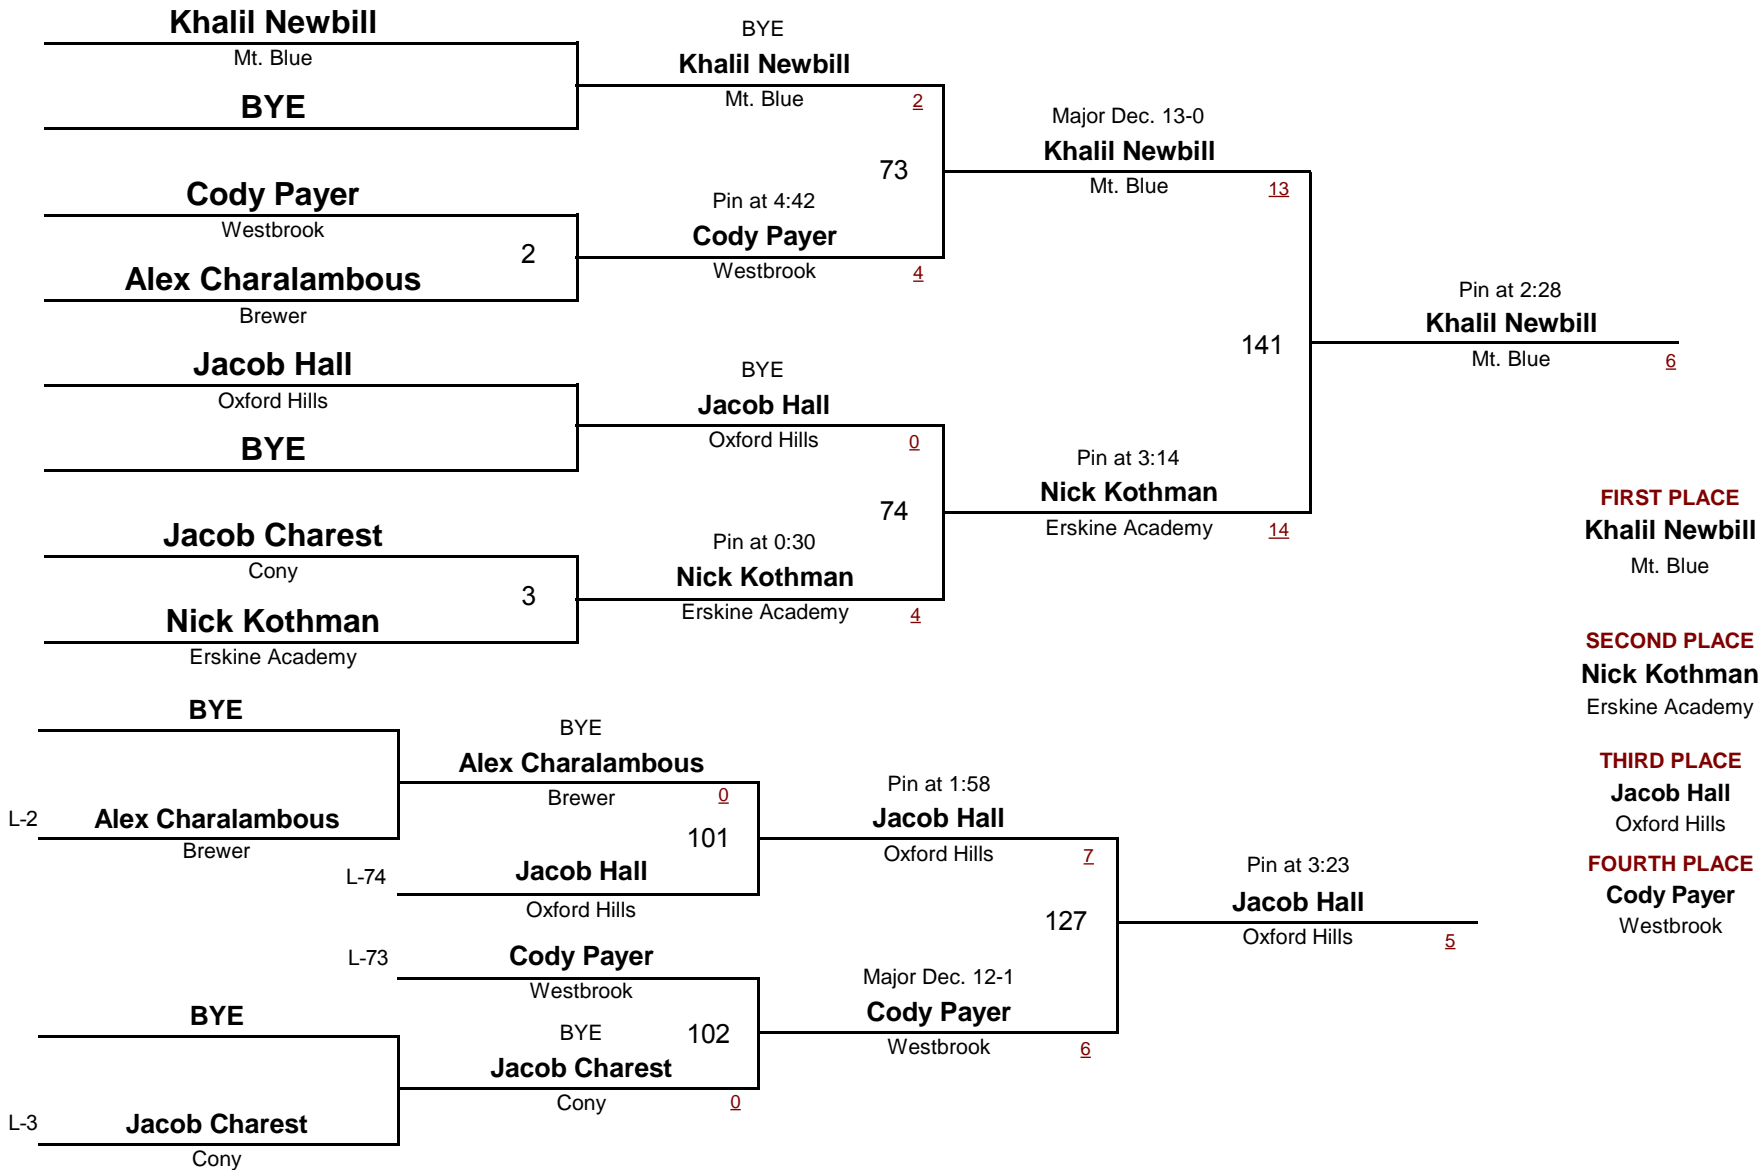 Khalil Newbill
Mt. Blue
BYE
Cody Payer
Westbrook
2
Alex Charalambous
Brewer
Jacob Hall
Oxford Hills
BYE
Jacob Charest
Cony
3
Nick Kothman
Erskine Academy
BYE
Khalil Newbill
Mt. Blue
2
73
Pin at 4:42
Cody Payer
Westbrook
4
BYE
Jacob Hall
Oxford Hills
0
74
Pin at 0:30
Nick Kothman
Erskine Academy
4
Major Dec. 13-0
Khalil Newbill
Mt. Blue
13
141
Pin at 3:14
Nick Kothman
Erskine Academy
14
Pin at 2:28
Khalil Newbill
Mt. Blue
6
FIRST PLACE
Khalil Newbill
Mt. Blue
SECOND PLACE
Nick Kothman
Erskine Academy
THIRD PLACE
Jacob Hall
Oxford Hills
FOURTH PLACE
Cody Payer
Westbrook
BYE
L-2
Alex Charalambous
Brewer
BYE
Alex Charalambous
Brewer
0
101
L-74
Jacob Hall
Oxford Hills
L-73
Cody Payer
Westbrook
BYE
102
BYE
Jacob Charest
Cony
0
L-3
Jacob Charest
Cony
Pin at 1:58
Jacob Hall
Oxford Hills
7
127
Major Dec. 12-1
Cody Payer
Westbrook
6
Pin at 3:23
Jacob Hall
Oxford Hills
5